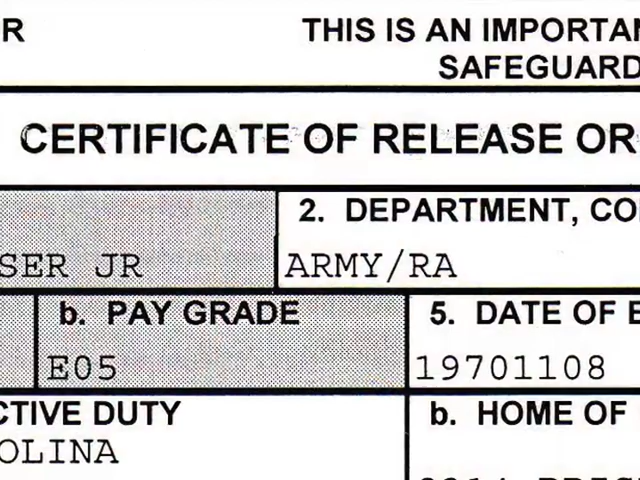 R
THIS IS AN IMPORTAN
SAFEGUARD
CERTIFICATE OF RELEASE OR
SER JR
2. DEPARTMENT, CO
ARMY/RA
b. PAY GRADE
E05
5. DATE OF B
19701108
CTIVE DUTY
OLINA
b. HOME OF